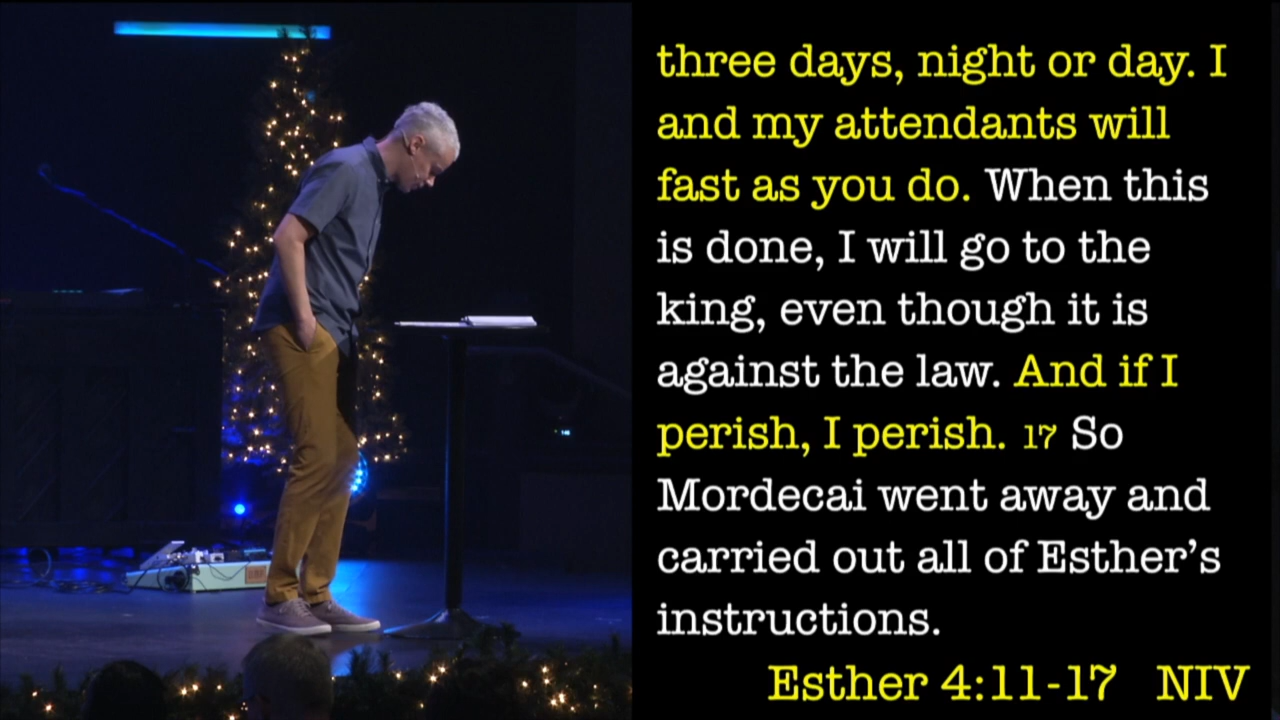 three days, night or day. I
and my attendants will
fast as you do. When this
is done, I will go to the
king, even though it is
against the law. And if I
perish, I perish. 17 So
Mordecai went away and
carried out all of Esther’s
instructions.
Esther 4:11-17 NIV